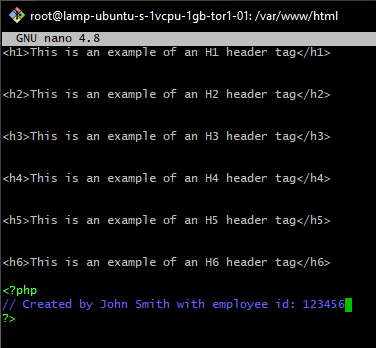 root@lamp-ubuntu-s-1vcpu-1gb-tor1-01: /var/www/html
GNU nano 4.8
<h1>This is an example of an H1 header tag</h1>
<h2>This is an example of an H2 header tag</h2>
<h3>This is an example of an H3 header tag</h3>
<h4>This is an example of an H4 header tag</h4>
<h5>This is an example of an H5 header tag</h5>
<h6>This is an example of an H6 header tag</h6>
<?php
// Created by John Smith with employee id: 123456
?>